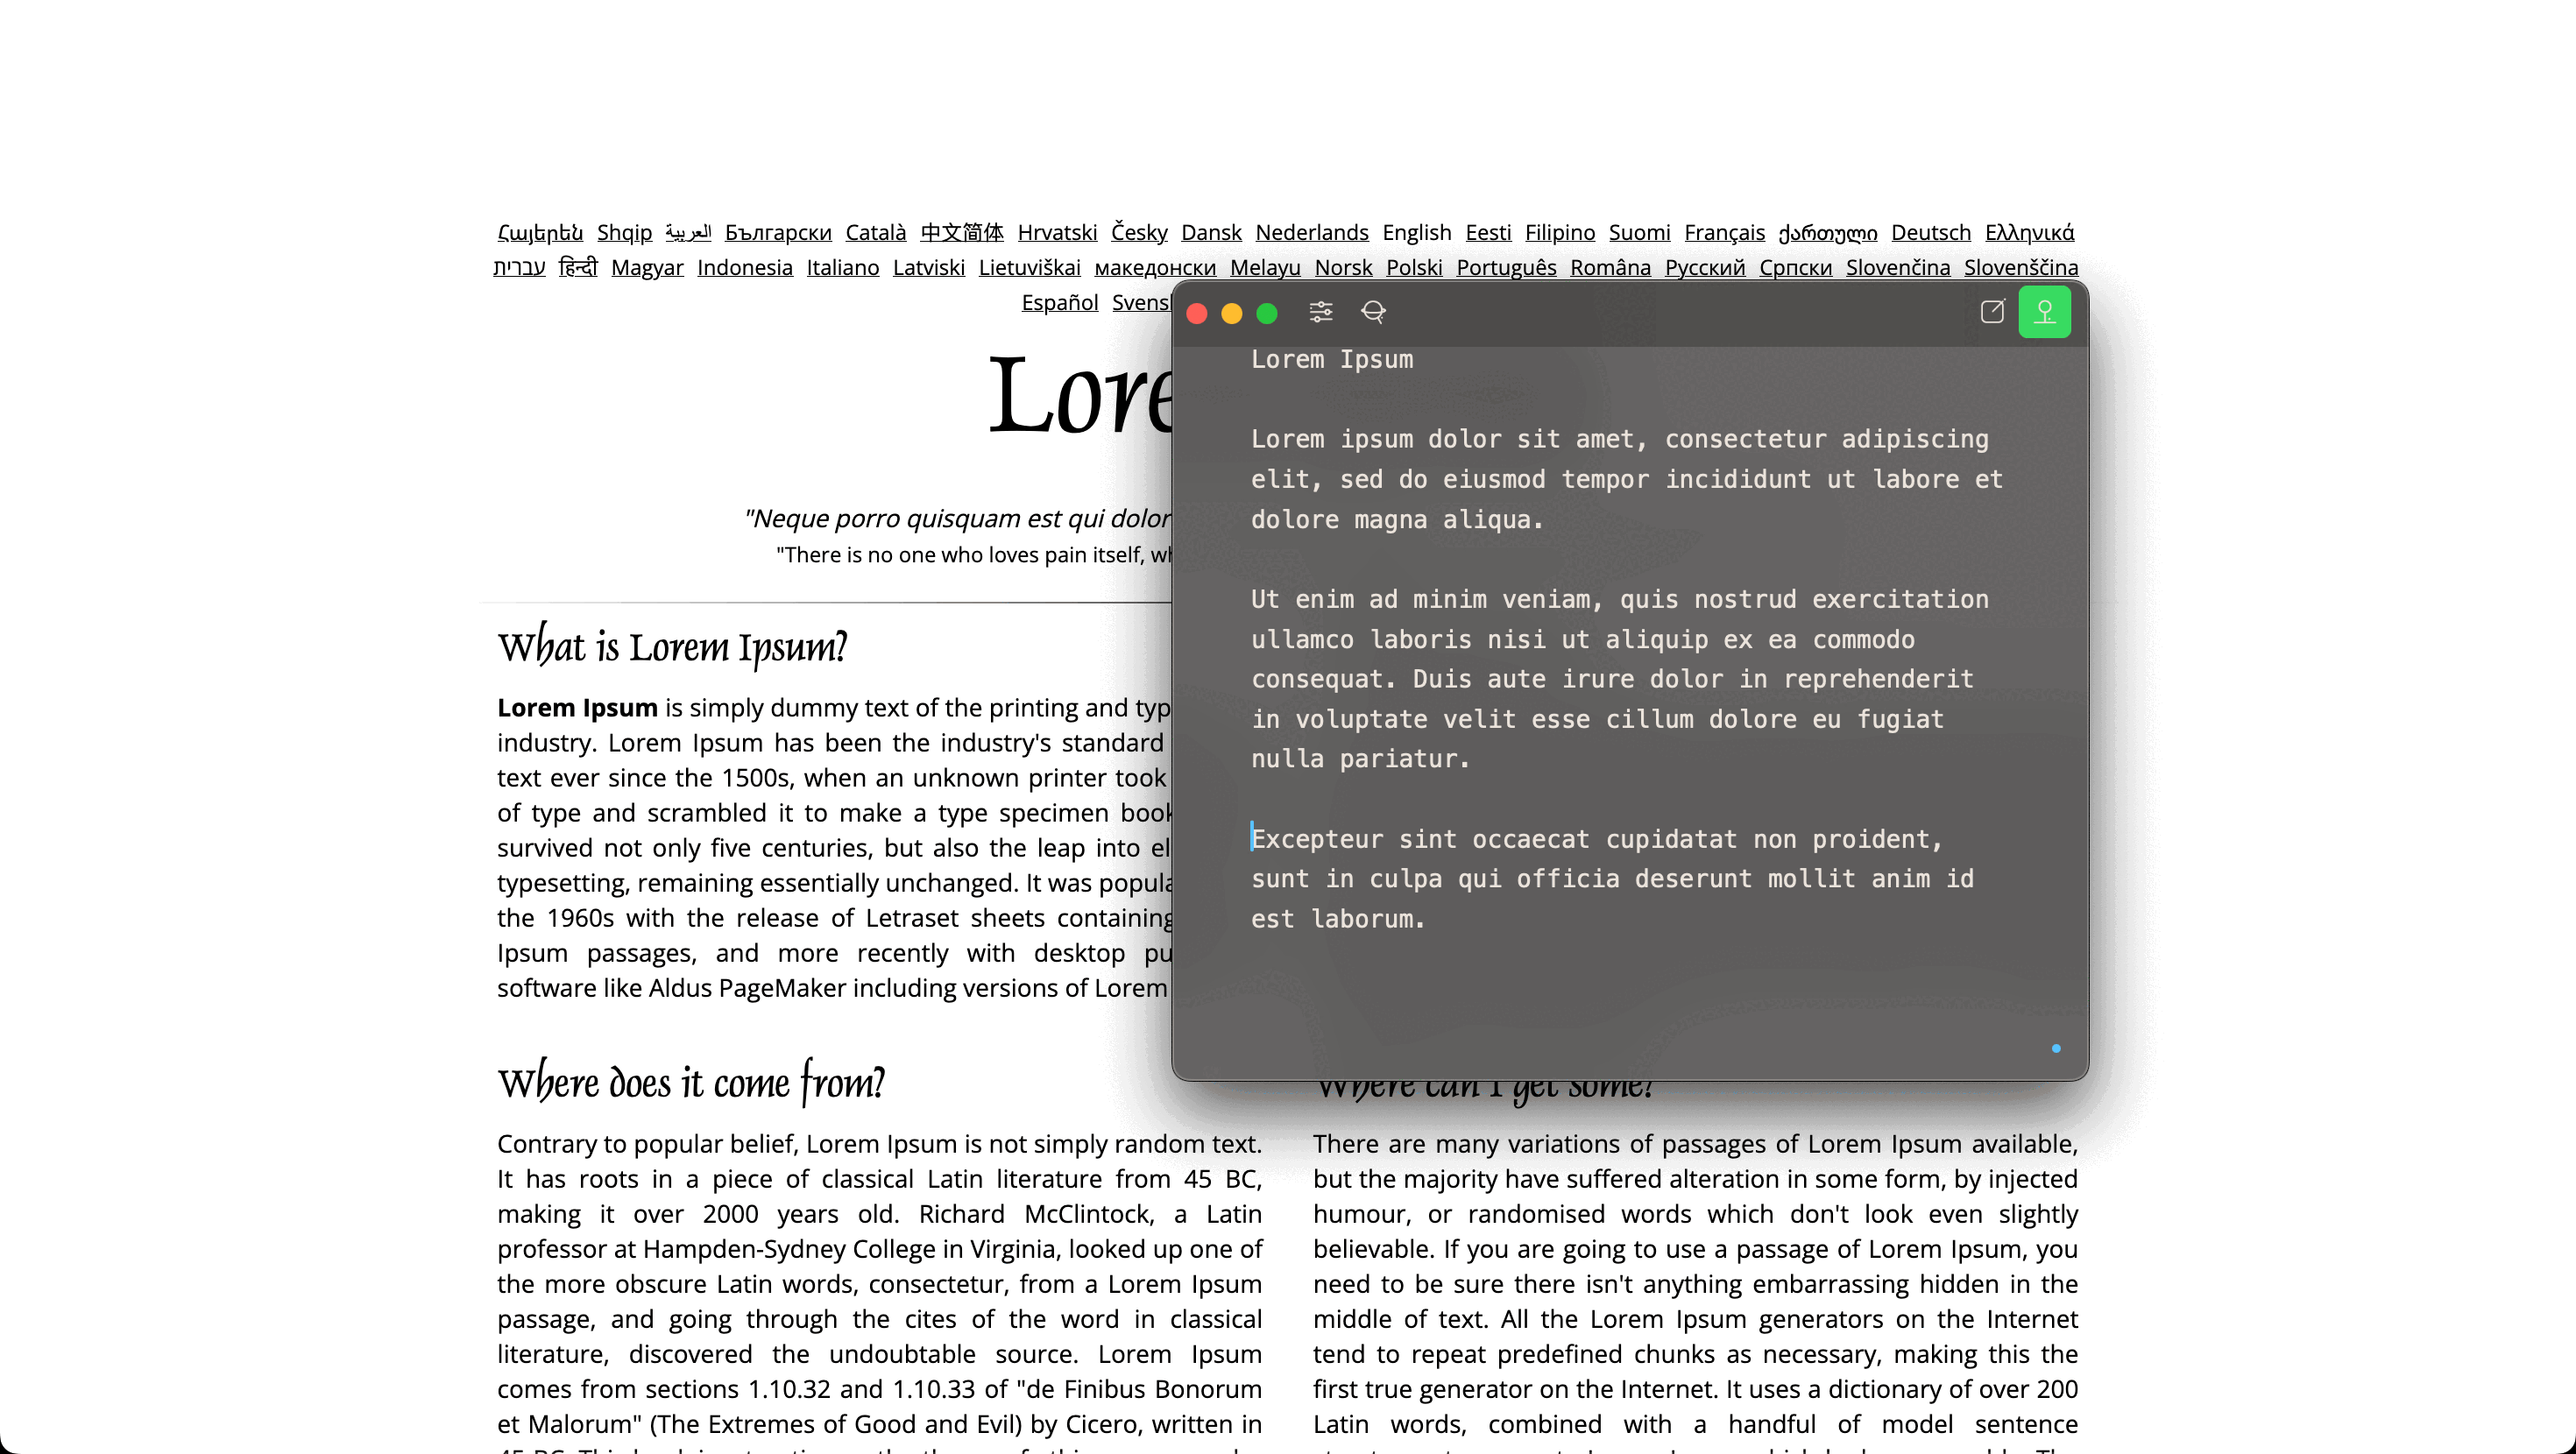 Հայերեն Shqip العربية Български Català 中文简体 Hrvatski Česky Dansk Nederlands English Eesti Filipino Suomi Français ქართული Deutsch Ελληνικά
עברית हिन्दी Magyar Indonesia Italiano Latviski Lietuviškai македонски Melayu Norsk Polski Português Româna Русский Српски Slovenčina Slovenščina
Español
"Neque porro quisquam est qui
"There is no one who loves pain itself,
What is Lorem Ipsum?
Lorem Ipsum is simply dummy text of the printing and
industry. Lorem Ipsum has been the industry's standard
text ever since the 1500s, when an unknown printer took
of type and scrambled it to make a type specimen
survived not only five centuries, but also the leap into
typesetting, remaining essentially unchanged. It was
the 1960s with the release of Letraset sheets containing
Ipsum passages, and more recently with desktop
software like Aldus PageMaker including versions of Lorem
Where does it come from?
Contrary to popular belief, Lorem Ipsum is not simply random text.
It has roots in a piece of classical Latin literature from 45 BC,
making it over 2000 years old. Richard McClintock, a Latin
professor at Hampden-Sydney College in Virginia, looked up one of
the more obscure Latin words, consectetur, from a Lorem Ipsum
passage, and going through the cites of the word in classical
literature, discovered the undoubtable source. Lorem Ipsum
comes from sections 1.10.32 and 1.10.33 of "de Finibus Bonorum
et Malorum" (The Extremes of Good and Evil) by Cicero, written in
Lorem Ipsum
Lorem ipsum dolor sit amet, consectetur adipiscing
elit, sed do eiusmod tempor incididunt ut labore et
dolore magna aliqua.
Ut enim ad minim veniam, quis nostrud exercitation
ullamco laboris nisi ut aliquip ex ea commodo
consequat. Duis aute irure dolor in reprehenderit
in voluptate velit esse cillum dolore eu fugiat
nulla pariatur.
Excepteur sint occaecat cupidatat non proident,
sunt in culpa qui officia deserunt mollit anim id
est laborum.
Where can I get some?
There are many variations of passages of Lorem Ipsum available,
but the majority have suffered alteration in some form, by injected
humour, or randomised words which don't look even slightly
believable. If you are going to use a passage of Lorem Ipsum, you
need to be sure there isn't anything embarrassing hidden in the
middle of text. All the Lorem Ipsum generators on the Internet
tend to repeat predefined chunks as necessary, making this the
first true generator on the Internet. It uses a dictionary of over 200
Latin words, combined with a handful of model sentence